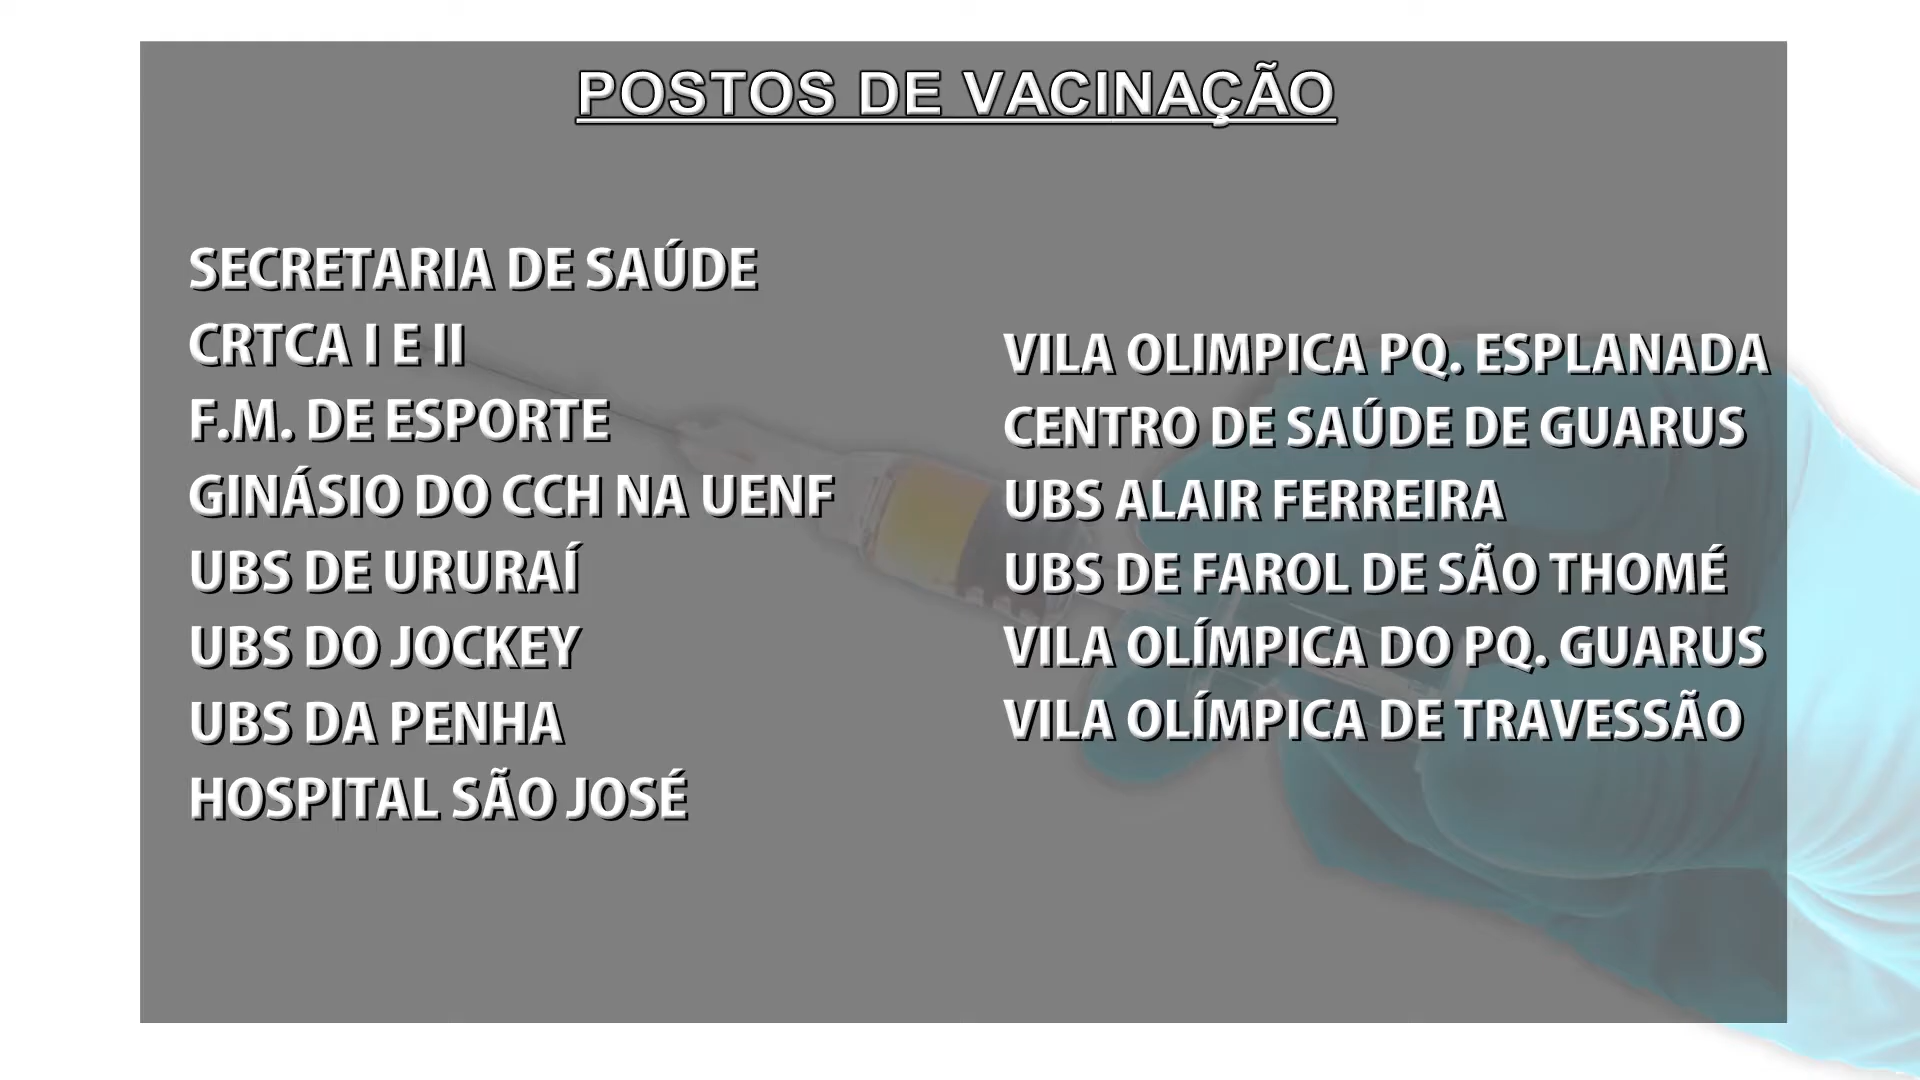 POSTOS DE VACINAÇÃO
SECRETARIA DE SAÚDE
CRTCA I E II
F.M. DE ESPORTE
GINÁSIO DO CCH NA UENF
UBS DE URURAÍ
UBS DO JOCKEY
UBS DA PENHA
HOSPITAL SÃO JOSÉ
VILA OLIMPICA PQ. ESPLANADA
CENTRO DE SAÚDE DE GUARUS
UBS ALAIR FERREIRA
UBS DE FAROL DE SÃO THOMÉ
VILA OLÍMPICA DO PQ. GUARUS
VILA OLÍMPICA DE TRAVESSÃO